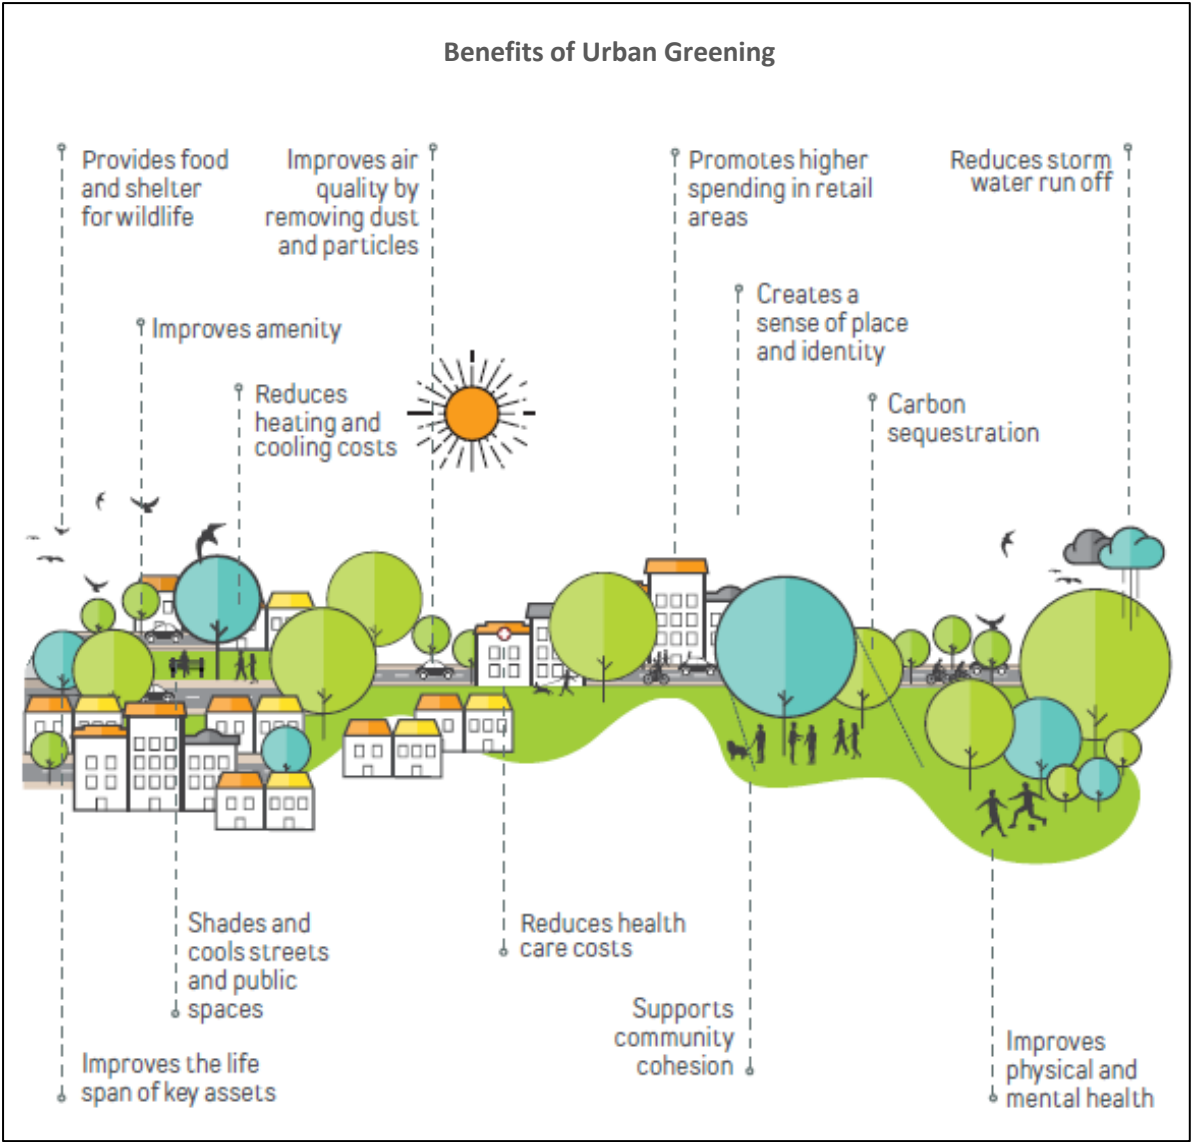 Benefits of Urban Greening
Provides food
and shelter
for wildlife
Improves air
quality by
removing dust
and particles
Promotes higher
spending in retail
areas
Reduces storm
water run off
Creates a
sense of place
and identity
Improves amenity
Reduces
heating and
cooling costs
Carbon
sequestration
Shades and
cools streets
and public
spaces
Reduces health
care costs
Supports
community
cohesion
Improves the life
span of key assets
Improves
physical and
mental health